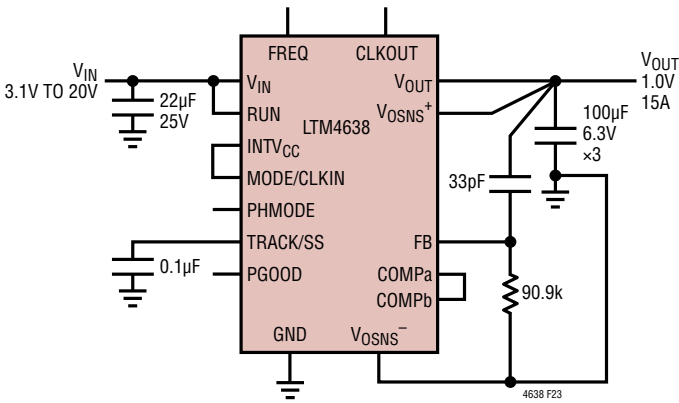 FREQ
CLKOUT
V_IN
3.1V TO 20V
22µF
25V
V_IN
RUN
INTV_CC
MODE/CLKIN
PHMODE
TRACK/SS
PGOOD
0.1µF
LTM4638
V_OUT
V_OSNS^+
FB
COMPa
COMPb
GND
V_OSNS^–
V_OUT
1.0V
15A
100µF
6.3V
×3
33pF
90.9k
4638 F23